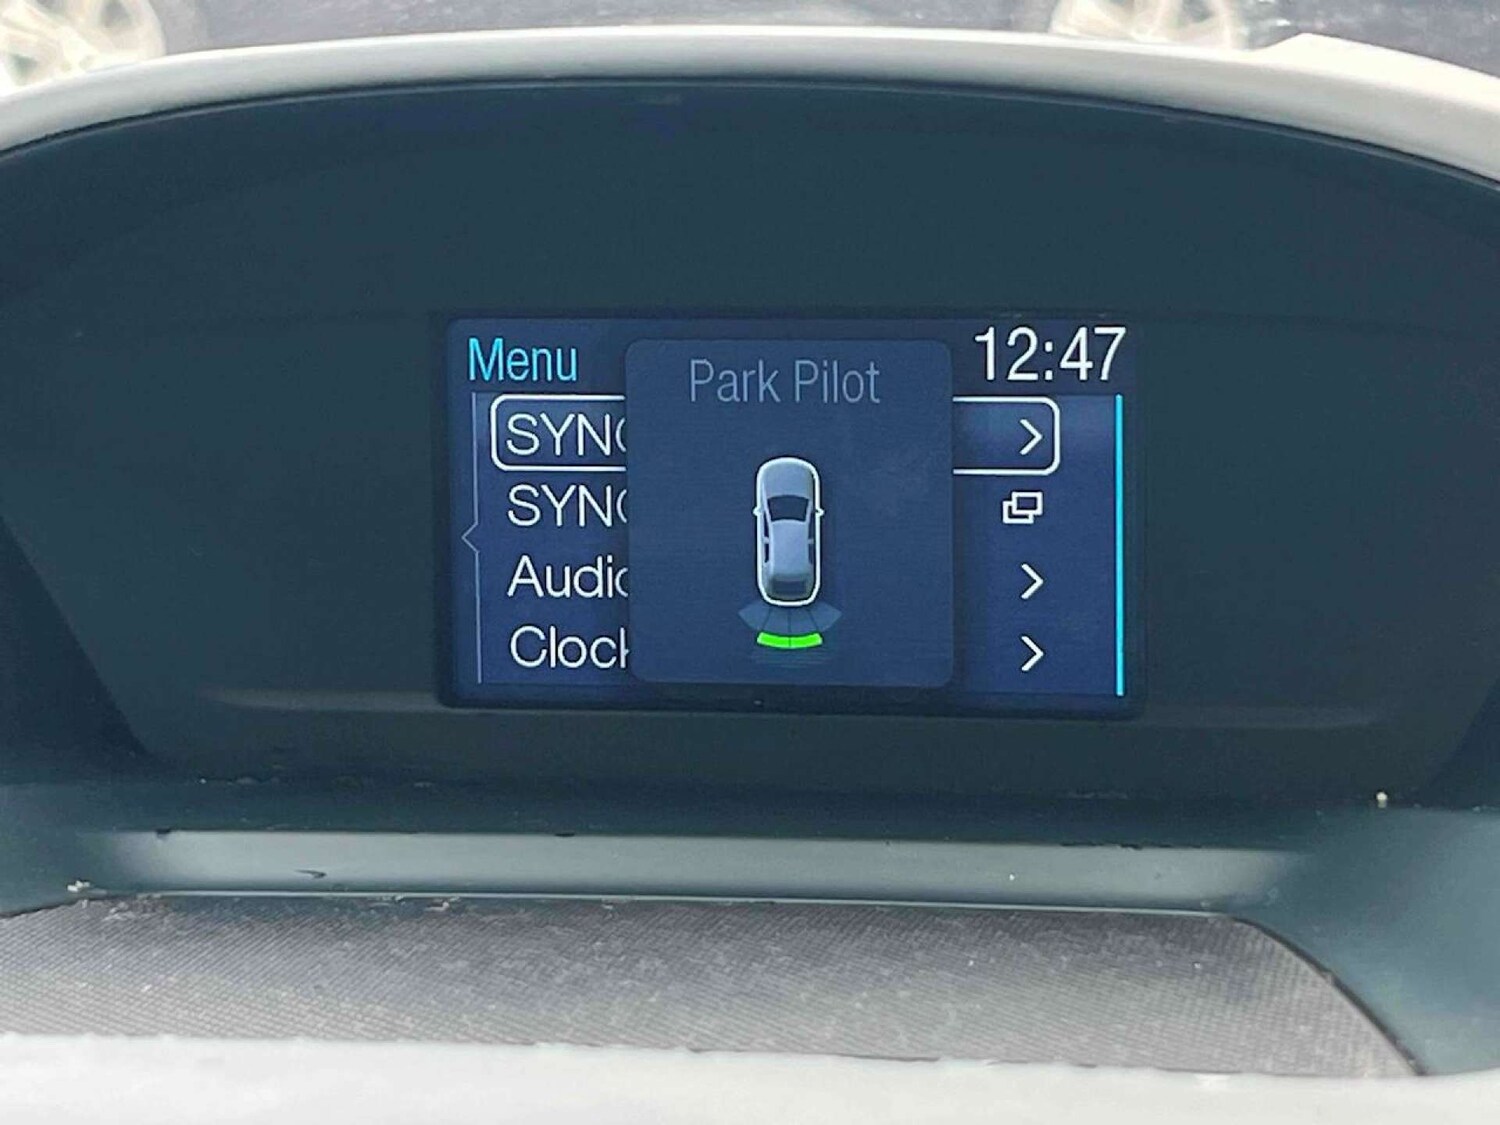 Menu
Park Pilot
12:47
SYNC
SYNC
Audio
Clock